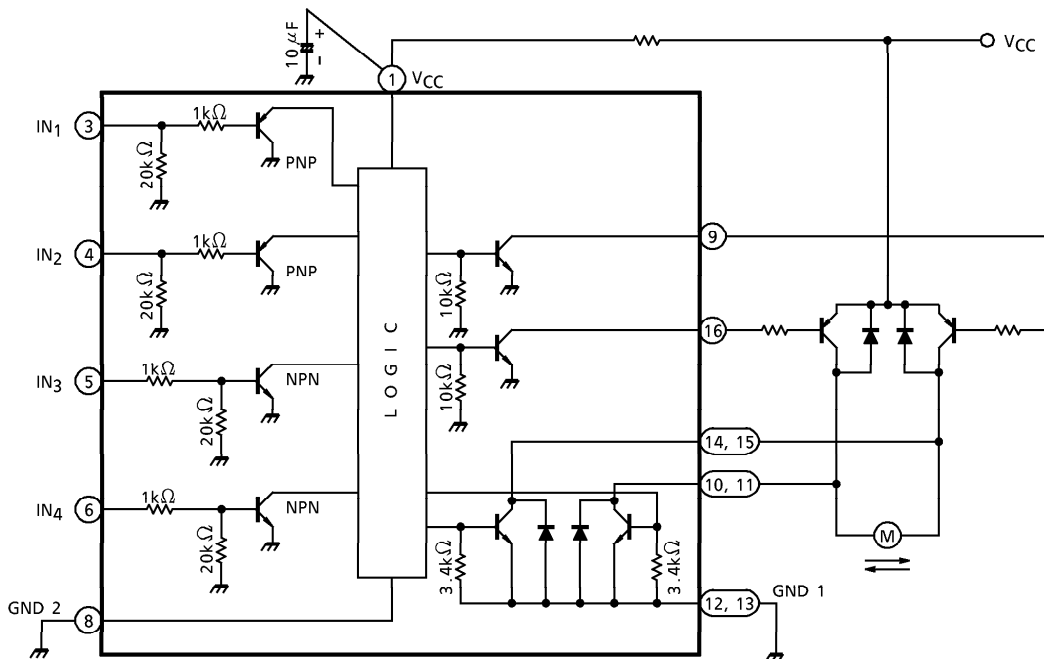 10μF
+
-
1
VCC
VCC
IN1
3
1kΩ
20kΩ
PNP
IN2
4
1kΩ
20kΩ
PNP
IN3
5
1kΩ
20kΩ
NPN
IN4
6
1kΩ
20kΩ
NPN
GND 2
8
LOGIC
10kΩ
10kΩ
3.4kΩ
3.4kΩ
9
16
14, 15
10, 11
12, 13
GND 1
M